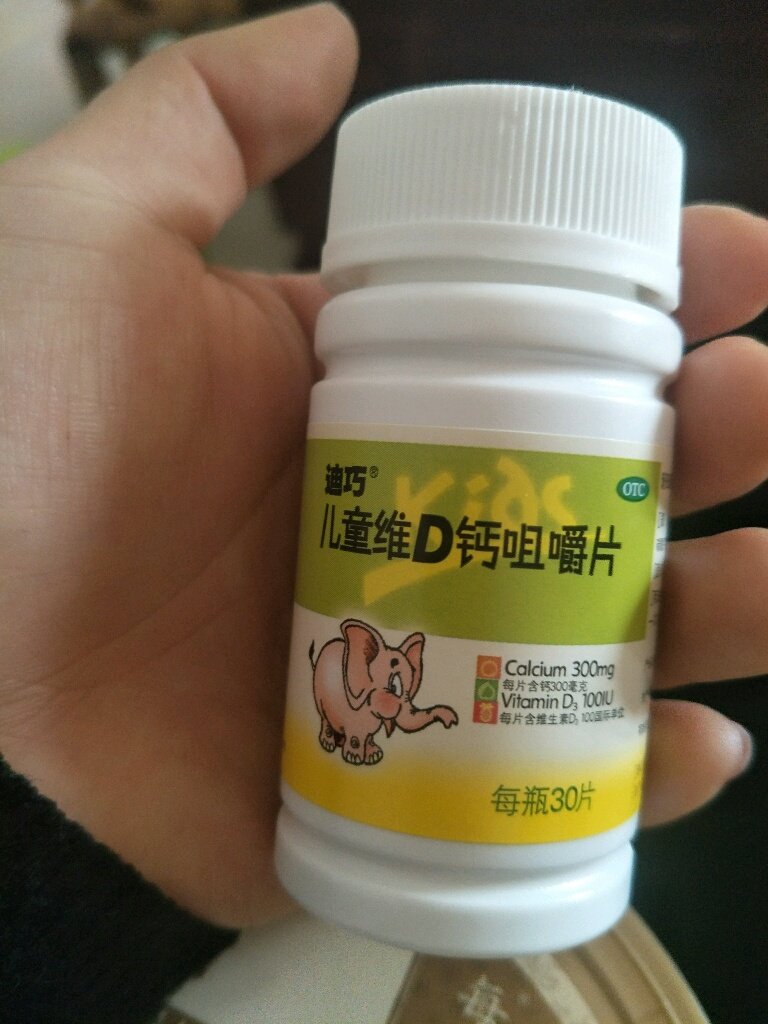 迪巧®
Kids
OTC
儿童维D钙咀嚼片
Calcium 300mg
每片含钙300毫克
Vitamin D₃ 100IU
每片含维生素D₃ 100国际单位
每瓶30片
每